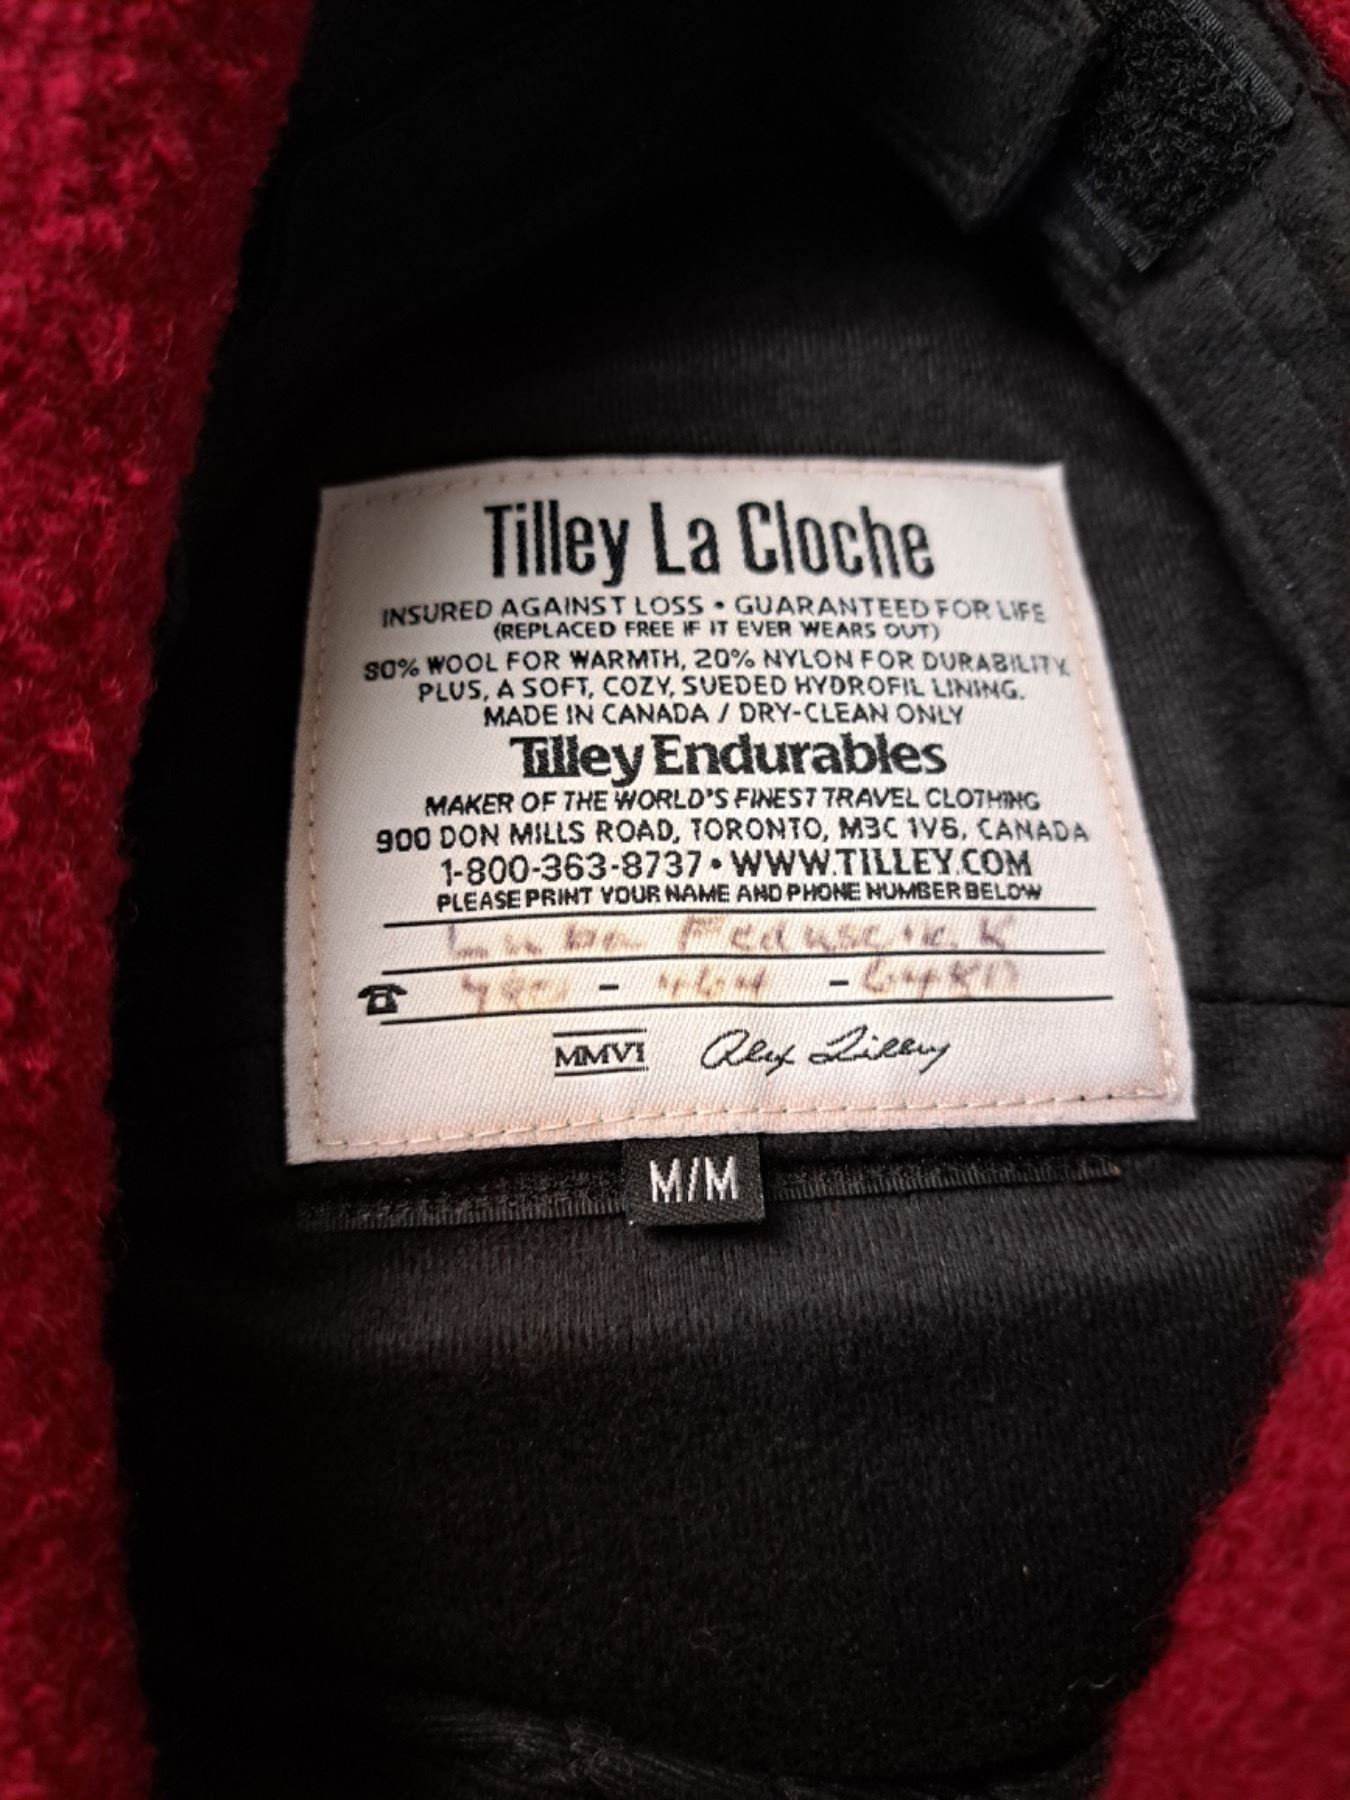 Tilley La Cloche
INSURED AGAINST LOSS • GUARANTEED FOR LIFE
(REPLACED FREE IF IT EVER WEARS OUT)
80% WOOL FOR WARMTH, 20% NYLON FOR DURABILITY
PLUS, A SOFT, COZY, SUEDED HYDROFIL LINING.
MADE IN CANADA / DRY-CLEAN ONLY
Tilley Endurables
MAKER OF THE WORLD'S FINEST TRAVEL CLOTHING
900 DON MILLS ROAD, TORONTO, M3C 1V6, CANADA
1-800-363-8737 • WWW.TILLEY.COM
PLEASE PRINT YOUR NAME AND PHONE NUMBER BELOW
MMVI Alex Tilley
M/M